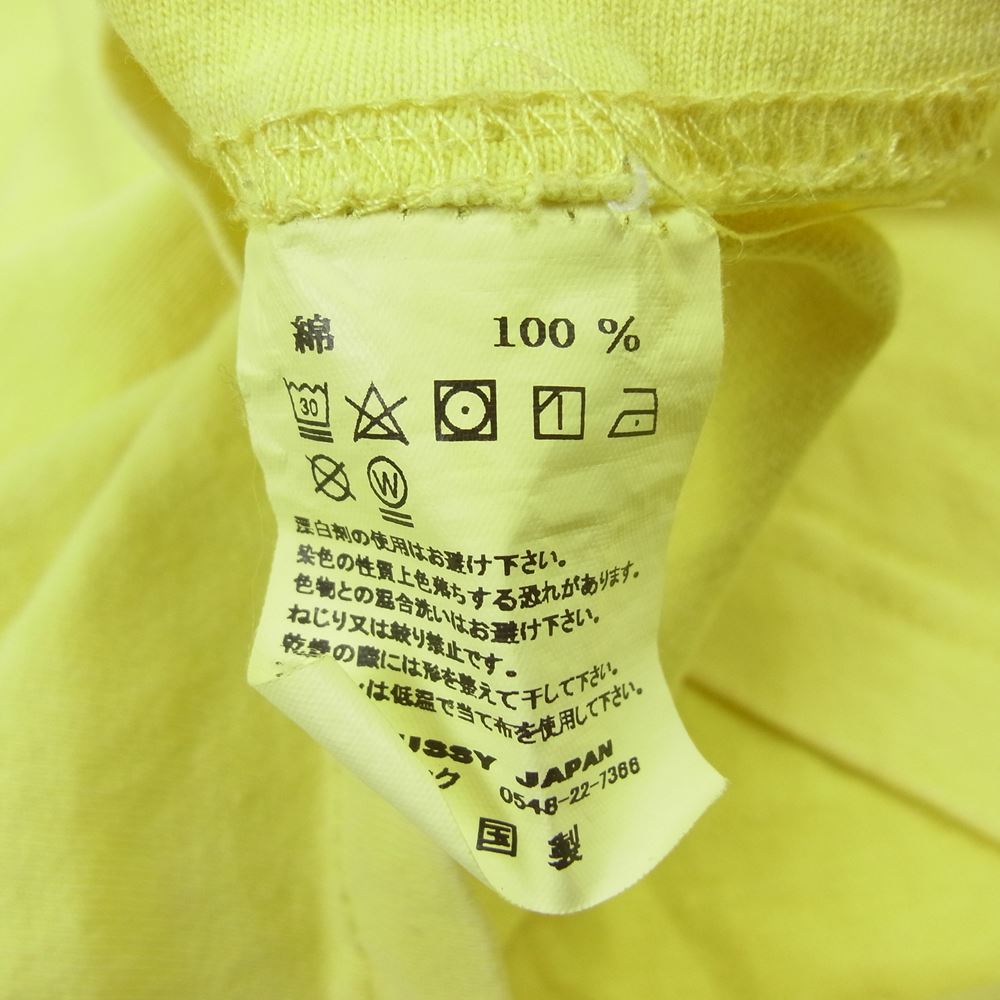 綿 100 %
30
W
漂白剤の使用はお避け下さい。
染色の性質上色落ちする恐れがあります。
色物との混合洗いはお避け下さい。
ねじり又は絞り禁止です。
乾燥の際には形を整えて干して下さい。
は低温で当て布を使用して下さい。
USSY JAPAN
ク 0548-22-7366
国 製